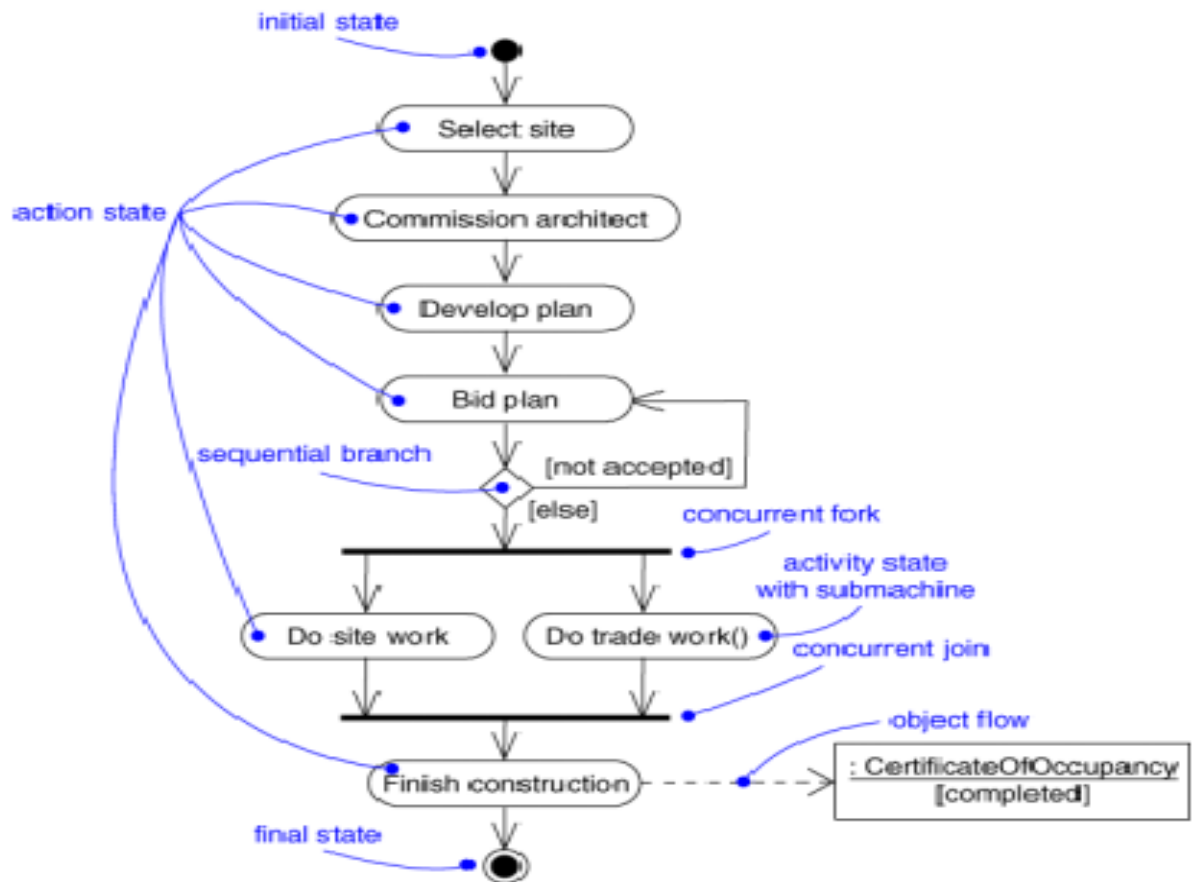 initial state
Select site
action state
Commission architect
Develop plan
Bid plan
sequential branch
[not accepted]
[else]
concurrent fork
activity state
with submachine
Do site work
Do trade work()
concurrent join
object flow
: CertificateOfOccupancy
[completed]
Finish construction
final state